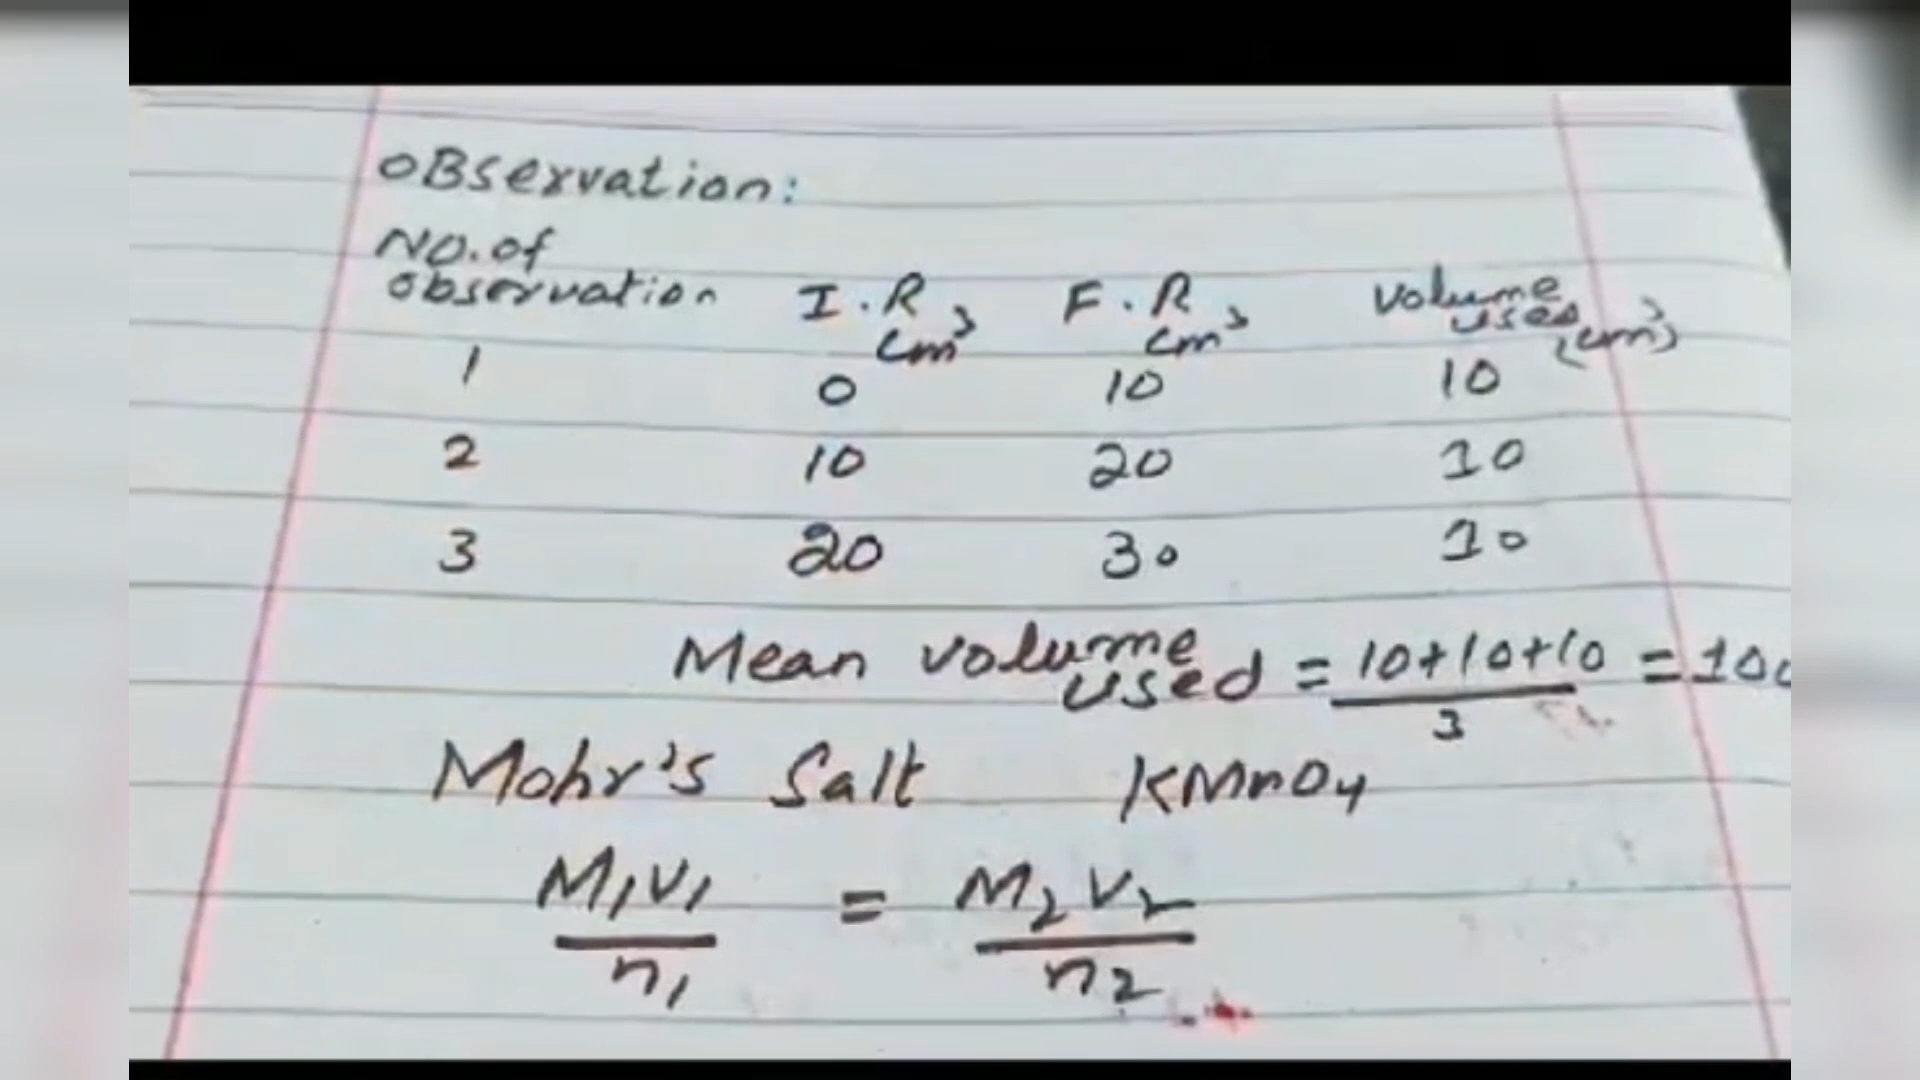 OBservation:
No. of
observation I.R cm³ F.R cm³ volume used (cm³)
1 0 10 10
2 10 20 10
3 20 30 10
Mean volume used = 10+10+10 / 3 = 10
Mohr's Salt KMnO4
M1V1 / n1 = M2V2 / n2